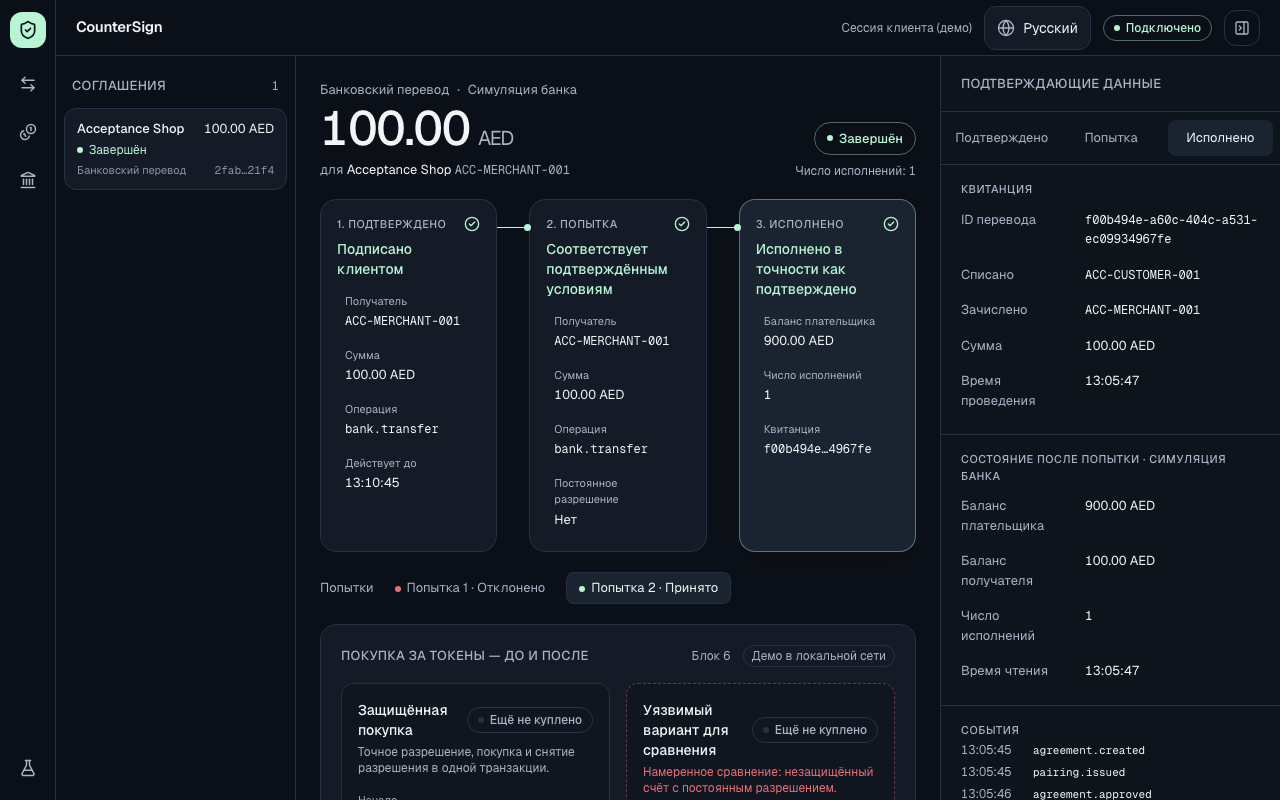 CounterSign
Сессия клиента (демо)
Русский
Подключено
СОГЛАШЕНИЯ 1
Acceptance Shop 100.00 AED
Завершён
Банковский перевод 2fab…21f4
Банковский перевод · Симуляция банка
100.00 AED
для Acceptance Shop ACC-MERCHANT-001
Завершён
Число исполнений: 1
1. ПОДТВЕРЖДЕНО
Подписано
клиентом
Получатель
ACC-MERCHANT-001
Сумма
100.00 AED
Операция
bank.transfer
Действует до
13:10:45
2. ПОПЫТКА
Соответствует
подтверждённым
условиям
Получатель
ACC-MERCHANT-001
Сумма
100.00 AED
Операция
bank.transfer
Постоянное
разрешение
Нет
3. ИСПОЛНЕНО
Исполнено в
точности как
подтверждено
Баланс плательщика
900.00 AED
Число исполнений
1
Квитанция
f00b494e…4967fe
Попытки
Попытка 1 · Отклонено
Попытка 2 · Принято
ПОКУПКА ЗА ТОКЕНЫ — ДО И ПОСЛЕ
Блок 6
Демо в локальной сети
Защищённая
покупка
Ещё не куплено
Точное разрешение, покупка и снятие
разрешения в одной транзакции.
Начало
Уязвимый
вариант для
сравнения
Ещё не куплено
Намеренное сравнение: незащищённый
счёт с постоянным разрешением.
ПОДТВЕРЖДАЮЩИЕ ДАННЫЕ
Подтверждено
Попытка
Исполнено
КВИТАНЦИЯ
ID перевода f00b494e-a60c-404c-a531-
ec09934967fe
Списано ACC-CUSTOMER-001
Зачислено ACC-MERCHANT-001
Сумма 100.00 AED
Время 13:05:47
проведения
СОСТОЯНИЕ ПОСЛЕ ПОПЫТКИ · СИМУЛЯЦИЯ
БАНКА
Баланс 900.00 AED
плательщика
Баланс 100.00 AED
получателя
Число 1
исполнений
Время чтения 13:05:47
СОБЫТИЯ
13:05:45 agreement.created
13:05:45 pairing.issued
13:05:46 agreement.approved